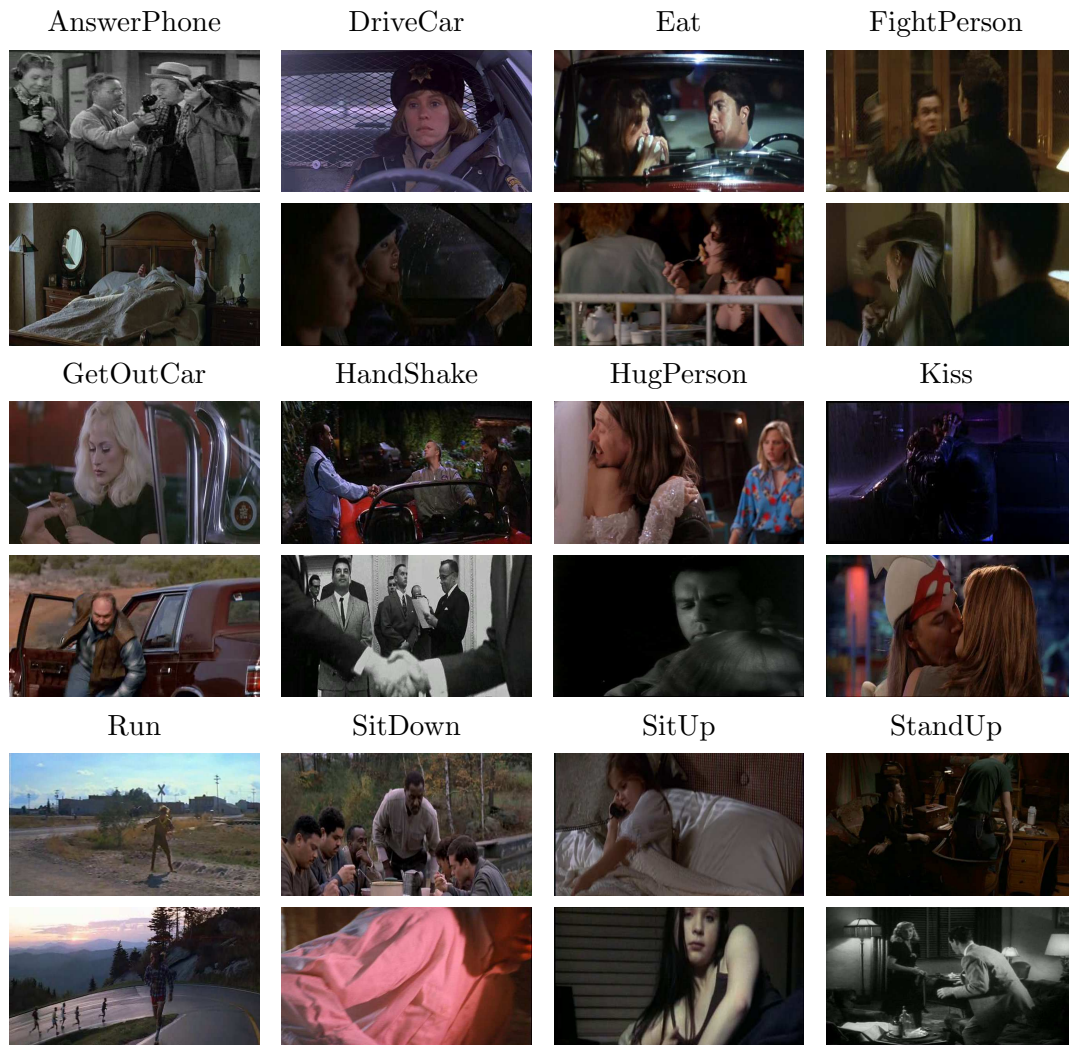 AnswerPhone DriveCar Eat FightPerson
GetOutCar HandShake HugPerson Kiss
Run SitDown SitUp StandUp